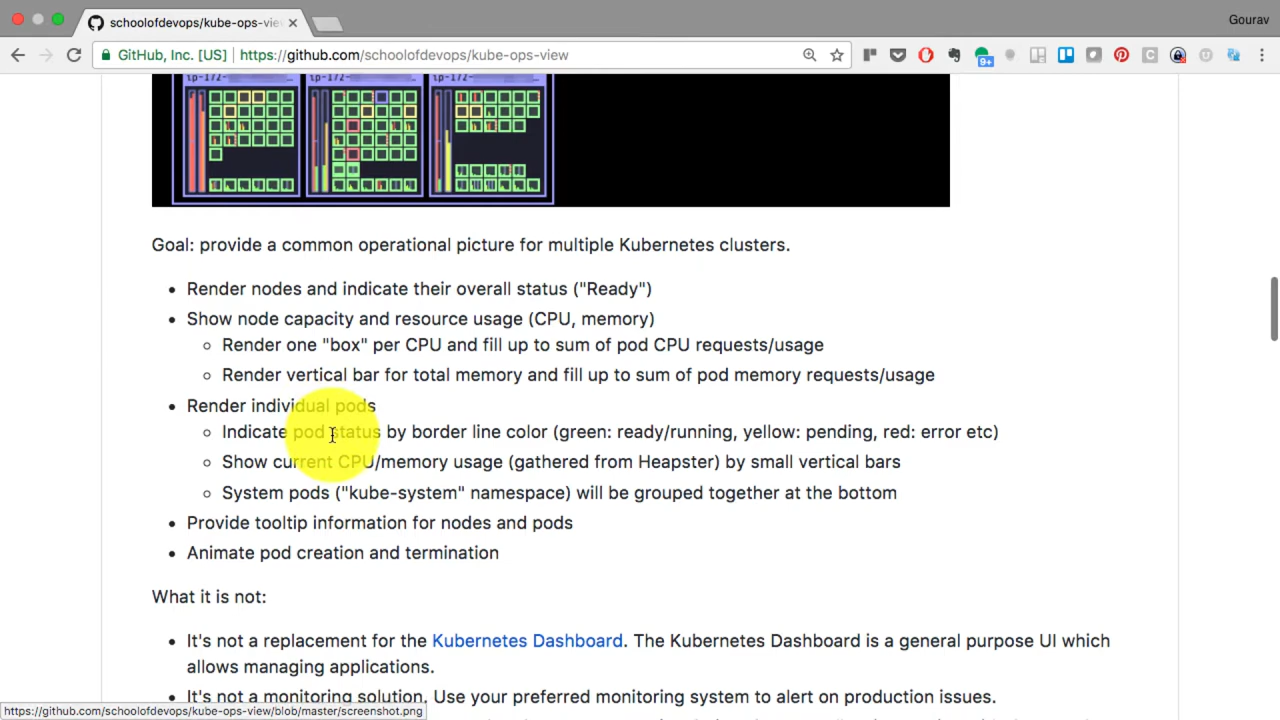 schoolofdevops/kube-ops-vie
Gourav
GitHub, Inc. [US]
https://github.com/schoolofdevops/kube-ops-view
9+
ip-172-
ip-172-
ip-172-
Goal: provide a common operational picture for multiple Kubernetes clusters.
• Render nodes and indicate their overall status ("Ready")
• Show node capacity and resource usage (CPU, memory)
◦ Render one "box" per CPU and fill up to sum of pod CPU requests/usage
◦ Render vertical bar for total memory and fill up to sum of pod memory requests/usage
• Render individual pods
◦ Indicate pod status by border line color (green: ready/running, yellow: pending, red: error etc)
◦ Show current CPU/memory usage (gathered from Heapster) by small vertical bars
◦ System pods ("kube-system" namespace) will be grouped together at the bottom
• Provide tooltip information for nodes and pods
• Animate pod creation and termination
What it is not:
• It's not a replacement for the Kubernetes Dashboard. The Kubernetes Dashboard is a general purpose UI which
allows managing applications.
• It's not a monitoring solution. Use your preferred monitoring system to alert on production issues.
https://github.com/schoolofdevops/kube-ops-view/blob/master/screenshot.png